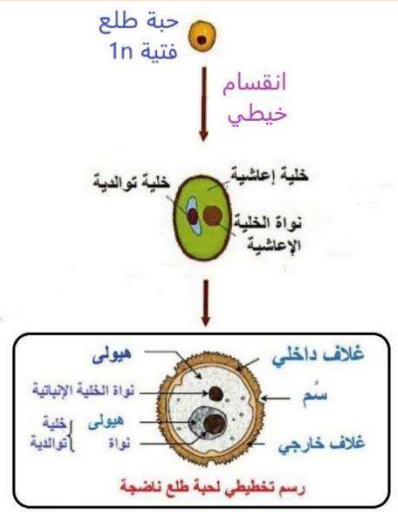 حبة طلع
فتية 1n
انقسام
خيطي
خلية إعاشية
خلية توالدية
نواة الخلية
الإعاشية
غلاف داخلي
هيولى
نواة الخلية الإنباتية
سُم
هيولى
خلية
نواة
توالدية
غلاف خارجي
رسم تخطيطي لحبة طلع ناضجة